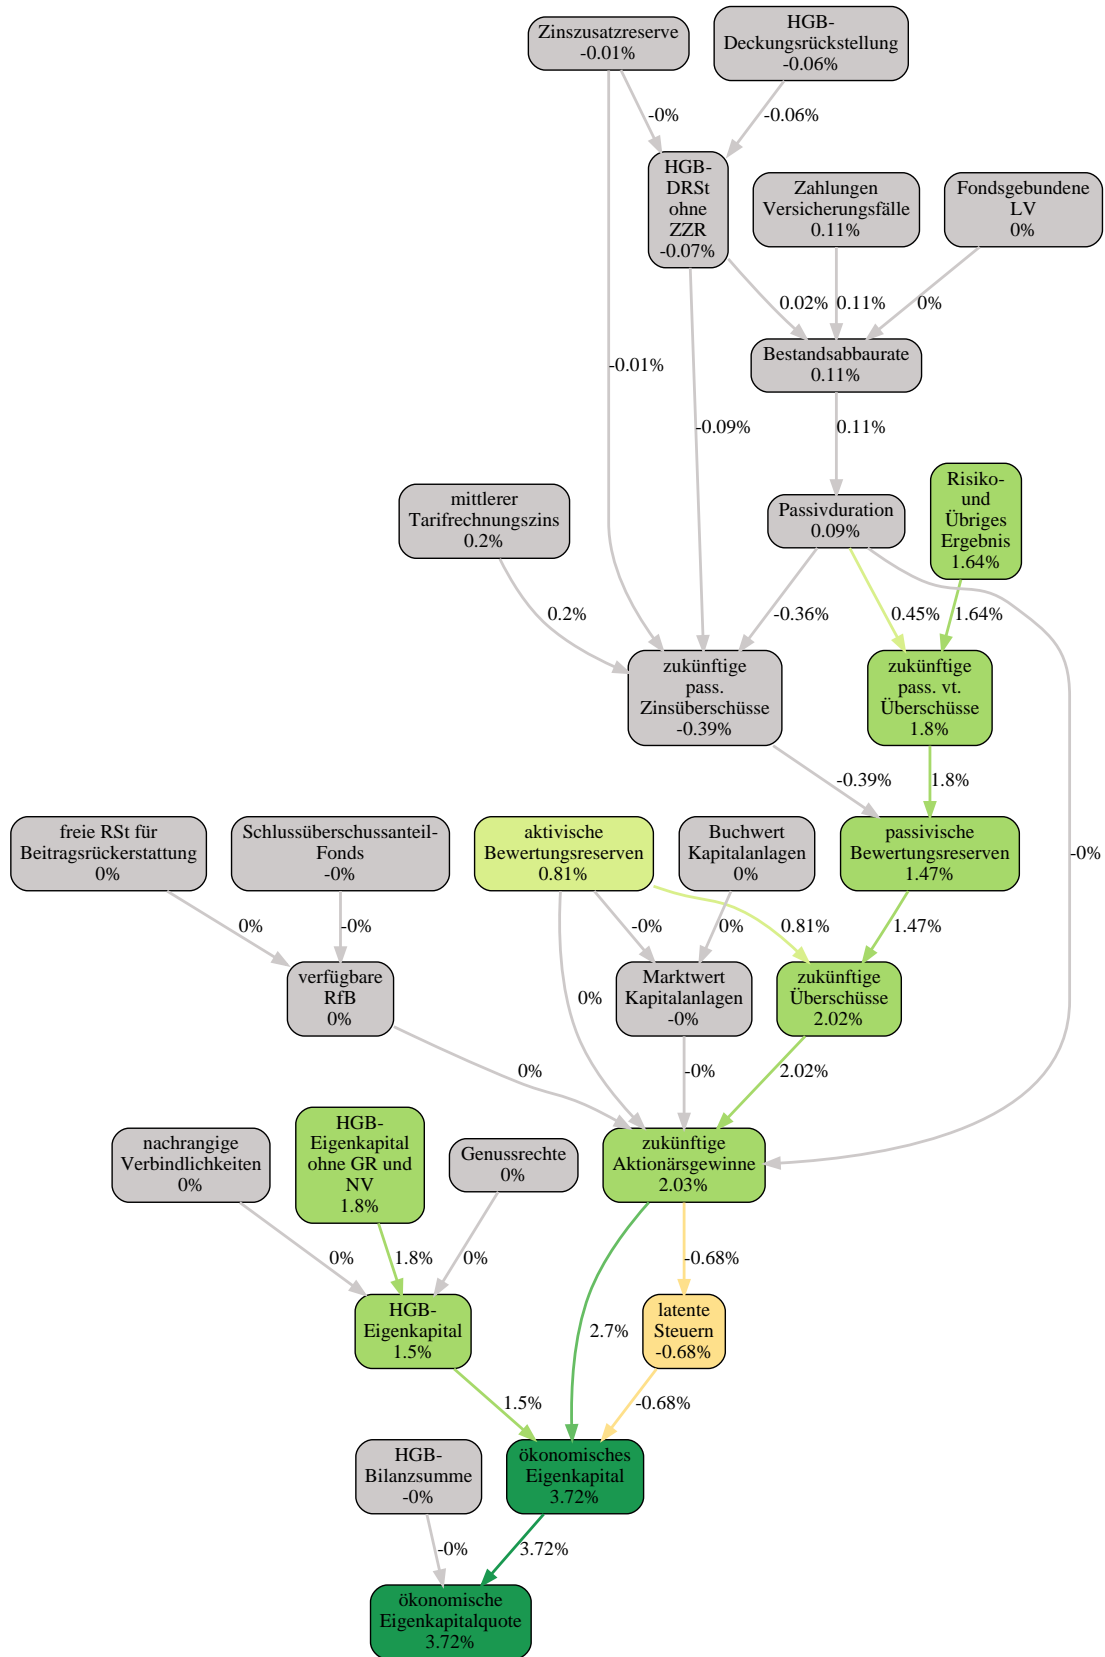 Zinszusatzreserve
-0.01%
HGB-
Deckungsrückstellung
-0.06%
-0%
-0.06%
HGB-
DRSt
ohne
ZZR
-0.07%
Zahlungen
Versicherungsfälle
0.11%
Fondsgebundene
LV
0%
0.02%
0.11%
0%
Bestandsabbaurate
0.11%
-0.01%
-0.09%
0.11%
mittlerer
Tarifrechnungszins
0.2%
Passivduration
0.09%
Risiko-
und
Übriges
Ergebnis
1.64%
0.2%
-0.36%
0.45%
1.64%
zukünftige
pass.
Zinsüberschüsse
-0.39%
zukünftige
pass. vt.
Überschüsse
1.8%
-0.39%
1.8%
freie RSt für
Beitragsrückerstattung
0%
Schlussüberschussanteil-
Fonds
-0%
aktivische
Bewertungsreserven
0.81%
Buchwert
Kapitalanlagen
0%
passivische
Bewertungsreserven
1.47%
-0%
0%
-0%
-0%
0%
0.81%
1.47%
verfügbare
RfB
0%
0%
Marktwert
Kapitalanlagen
-0%
zukünftige
Überschüsse
2.02%
0%
-0%
2.02%
nachrangige
Verbindlichkeiten
0%
HGB-
Eigenkapital
ohne GR und
NV
1.8%
Genussrechte
0%
zukünftige
Aktionärsgewinne
2.03%
0%
1.8%
0%
-0.68%
HGB-
Eigenkapital
1.5%
2.7%
latente
Steuern
-0.68%
1.5%
-0.68%
HGB-
Bilanzsumme
-0%
ökonomisches
Eigenkapital
3.72%
-0%
3.72%
ökonomische
Eigenkapitalquote
3.72%